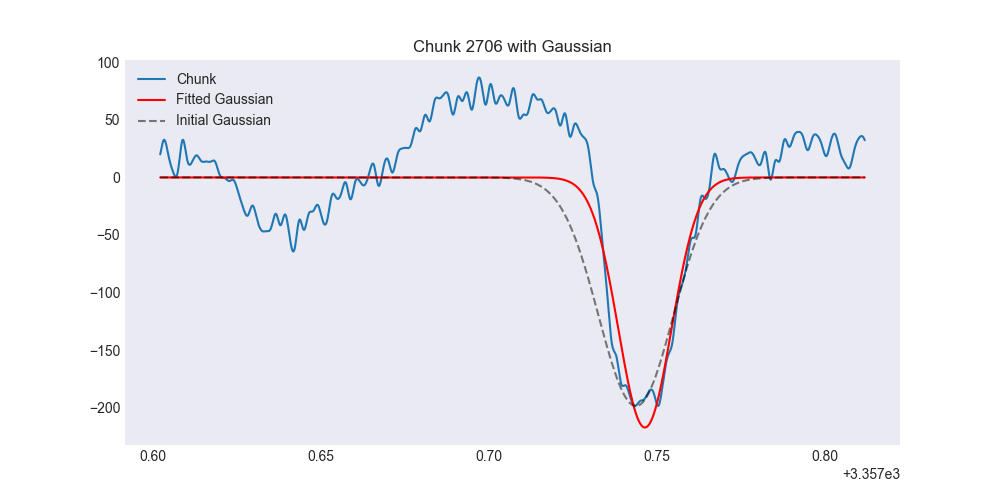 Chunk 2706 with Gaussian
Chunk
Fitted Gaussian
Initial Gaussian
100
50
0
−50
−100
−150
−200
0.60 0.65 0.70 0.75 0.80
+3.357e3